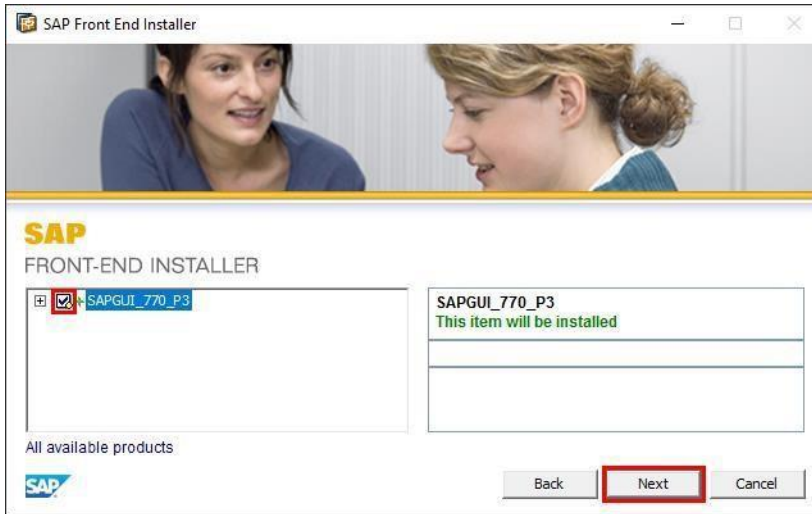 SAP Front End Installer
SAP
FRONT-END INSTALLER
SAPGUI_770_P3
SAPGUI_770_P3
This item will be installed
All available products
SAP
Back
Next
Cancel